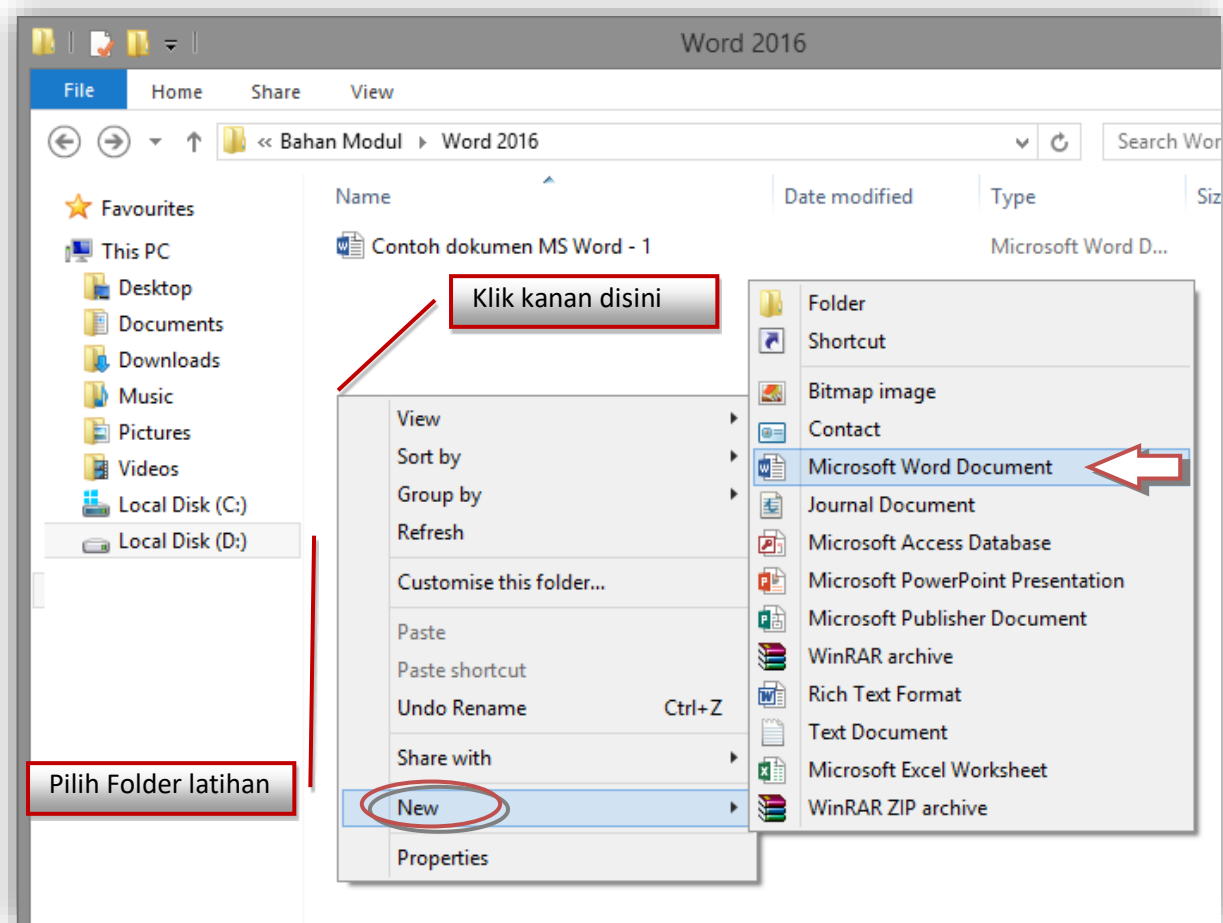 Word 2016
File Home Share View
« Bahan Modul Word 2016
Search Wor
Name Date modified Type Siz
Favourites
This PC
Desktop
Documents
Downloads
Music
Pictures
Videos
Local Disk (C:)
Local Disk (D:)
Contoh dokumen MS Word - 1 Microsoft Word D...
Klik kanan disini
Pilih Folder latihan
View
Sort by
Group by
Refresh
Customise this folder...
Paste
Paste shortcut
Undo Rename Ctrl+Z
Share with
New
Properties
Folder
Shortcut
Bitmap image
Contact
Microsoft Word Document
Journal Document
Microsoft Access Database
Microsoft PowerPoint Presentation
Microsoft Publisher Document
WinRAR archive
Rich Text Format
Text Document
Microsoft Excel Worksheet
WinRAR ZIP archive